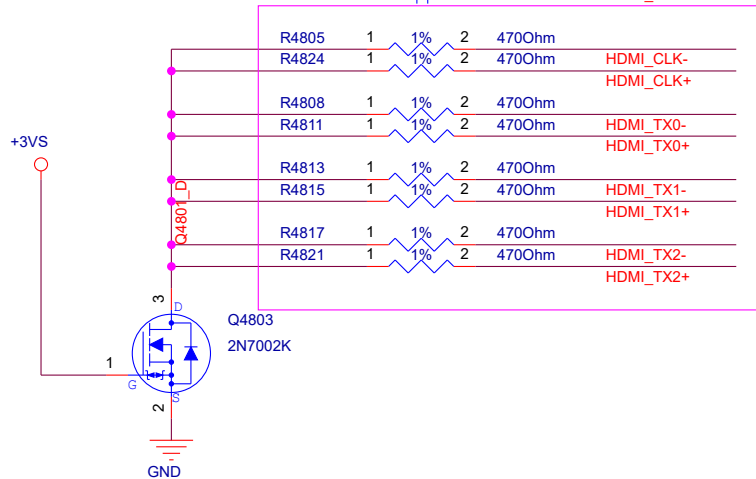 R4805 1 1% 2 470Ohm
R4824 1 1% 2 470Ohm HDMI_CLK-
HDMI_CLK+
R4808 1 1% 2 470Ohm
R4811 1 1% 2 470Ohm HDMI_TX0-
HDMI_TX0+
+3VS
R4813 1 1% 2 470Ohm
R4815 1 1% 2 470Ohm HDMI_TX1-
HDMI_TX1+
Q4801_D
R4817 1 1% 2 470Ohm
R4821 1 1% 2 470Ohm HDMI_TX2-
HDMI_TX2+
3
D
Q4803
2N7002K
1
G
S
2
GND